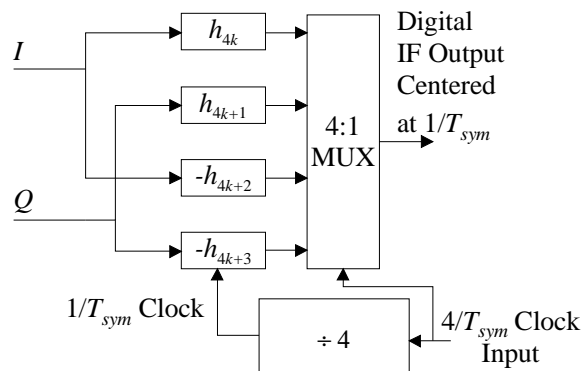 I
Q
h4k
h4k+1
-h4k+2
-h4k+3
4:1
MUX
Digital
IF Output
Centered
at 1/Tsym
1/Tsym Clock
÷ 4
4/Tsym Clock
Input